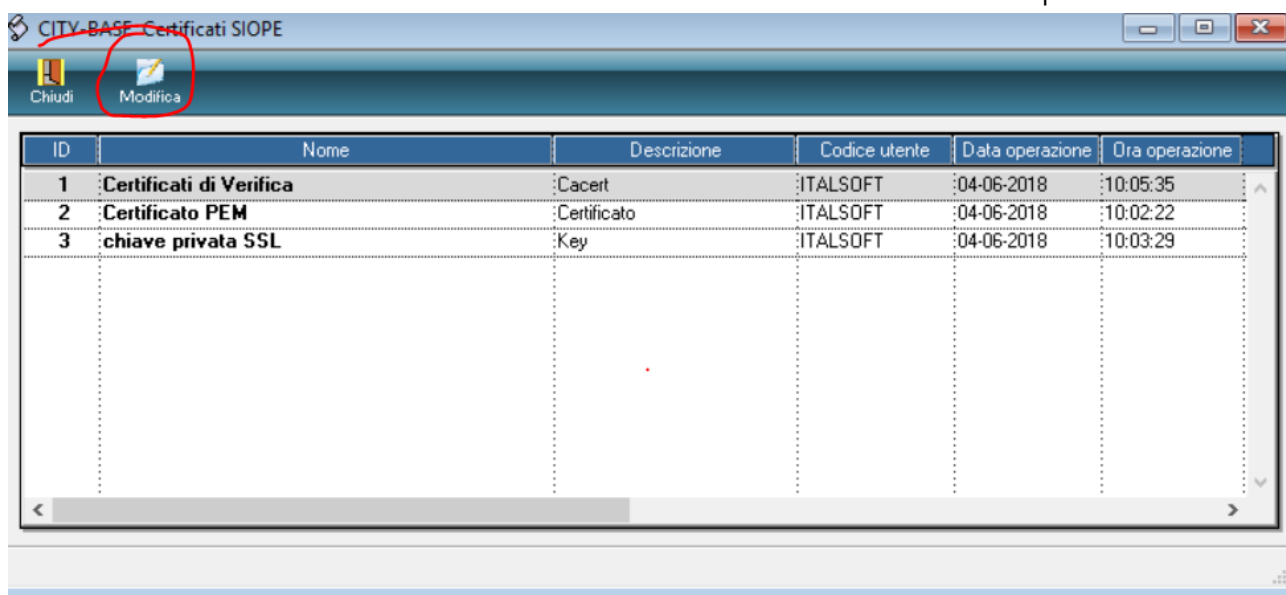 CITY-BASE Certificati SIOPE
Chiudi Modifica
ID Nome Descrizione Codice utente Data operazione Ora operazione
1 Certificati di Verifica Cacert ITALSOFT 04-06-2018 10:05:35
2 Certificato PEM Certificato ITALSOFT 04-06-2018 10:02:22
3 chiave privata SSL Key ITALSOFT 04-06-2018 10:03:29